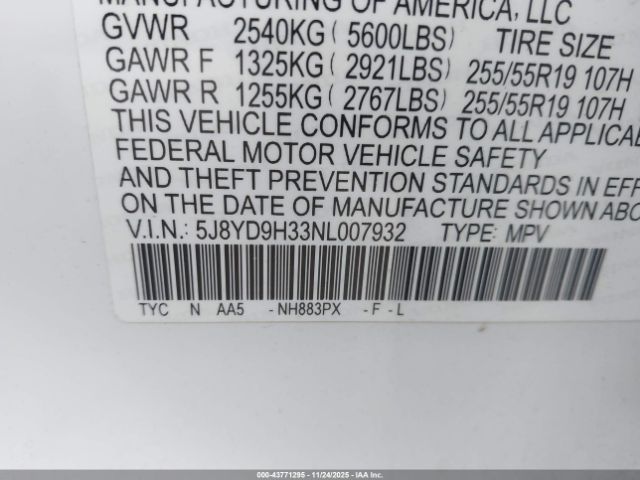 MANUFACTURING OF AMERICA, LLC
GVWR 2540KG ( 5600LBS) TIRE SIZE
GAWR F 1325KG ( 2921LBS) 255/55R19 107H
GAWR R 1255KG ( 2767LBS) 255/55R19 107H
THIS VEHICLE CONFORMS TO ALL APPLICABLE
FEDERAL MOTOR VEHICLE SAFETY
AND THEFT PREVENTION STANDARDS IN EFF
ON THE DATE OF MANUFACTURE SHOWN ABO
V.I.N.: 5J8YD9H33NL007932 TYPE: MPV
TYC N AA5 -NH883PX -F-L
000-43771295 - 11/24/2025 - IAA Inc.